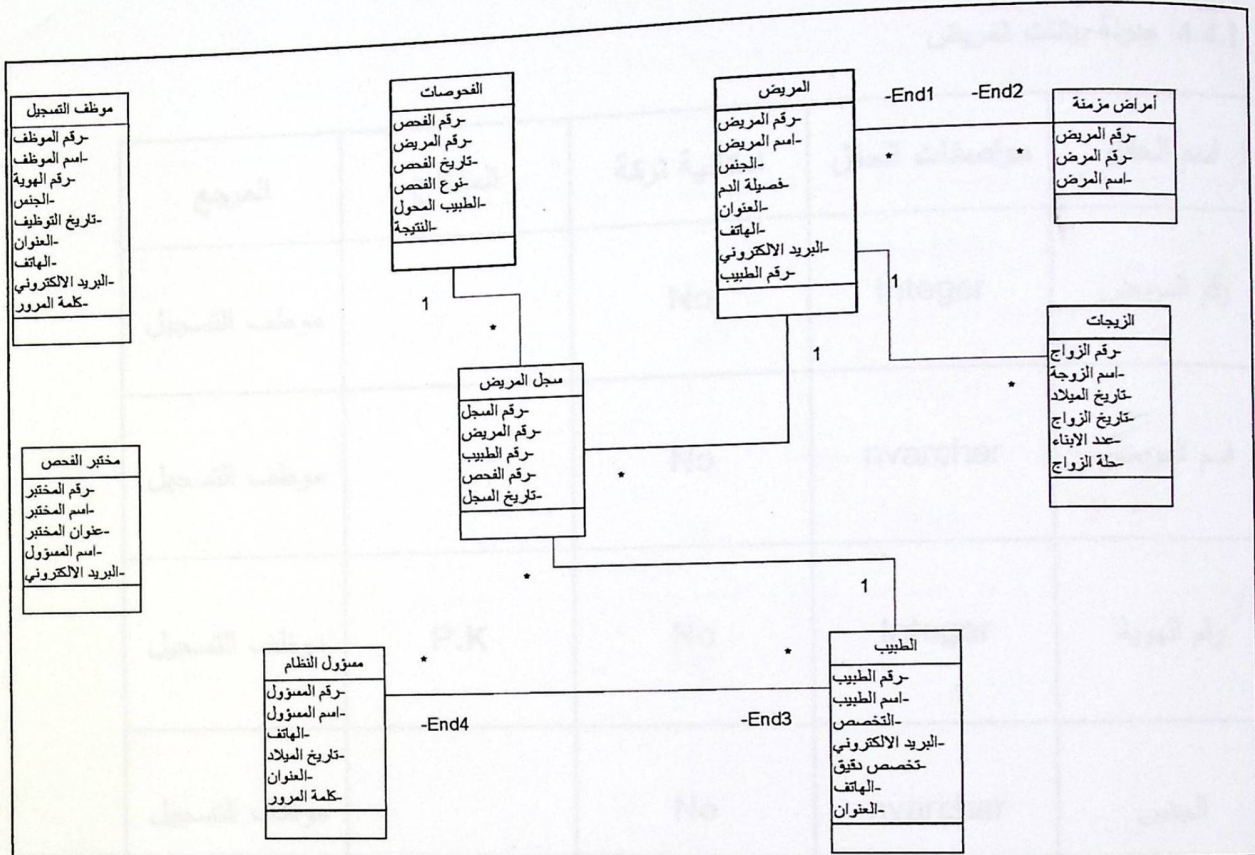 موظف التسجيل
-رقم الموظف
-اسم الموظف
-رقم الهوية
-الجنس
-تاريخ التوظيف
-العنوان
-الهاتف
-البريد الالكتروني
-كلمة المرور
الفحوصات
-رقم الفحص
-رقم المريض
-تاريخ الفحص
-نوع الفحص
-الطبيب المحول
-النتيجة
المريض
-رقم المريض
-اسم المريض
-الجنس
-فصيلة الدم
-العنوان
-الهاتف
-البريد الالكتروني
-رقم الطبيب
-End1
-End2
*
*
أمراض مزمنة
-رقم المريض
-رقم المرض
-اسم المرض
1
*
1
1
*
الزيجات
-رقم الزواج
-اسم الزوجة
-تاريخ الميلاد
-تاريخ الزواج
-عدد الابناء
-حلة الزواج
سجل المريض
-رقم السجل
-رقم المريض
-رقم الطبيب
-رقم الفحص
-تاريخ السجل
*
مختبر الفحص
-رقم المختبر
-اسم المختبر
-عنوان المختبر
-اسم المسؤول
-البريد الالكتروني
*
1
مسؤول النظام
-رقم المسؤول
-اسم المسؤول
-الهاتف
-تاريخ الميلاد
-العنوان
-كلمة المرور
*
*
-End4
-End3
الطبيب
-رقم الطبيب
-اسم الطبيب
-التخصص
-البريد الالكتروني
-تخصص دقيق
-الهاتف
-العنوان